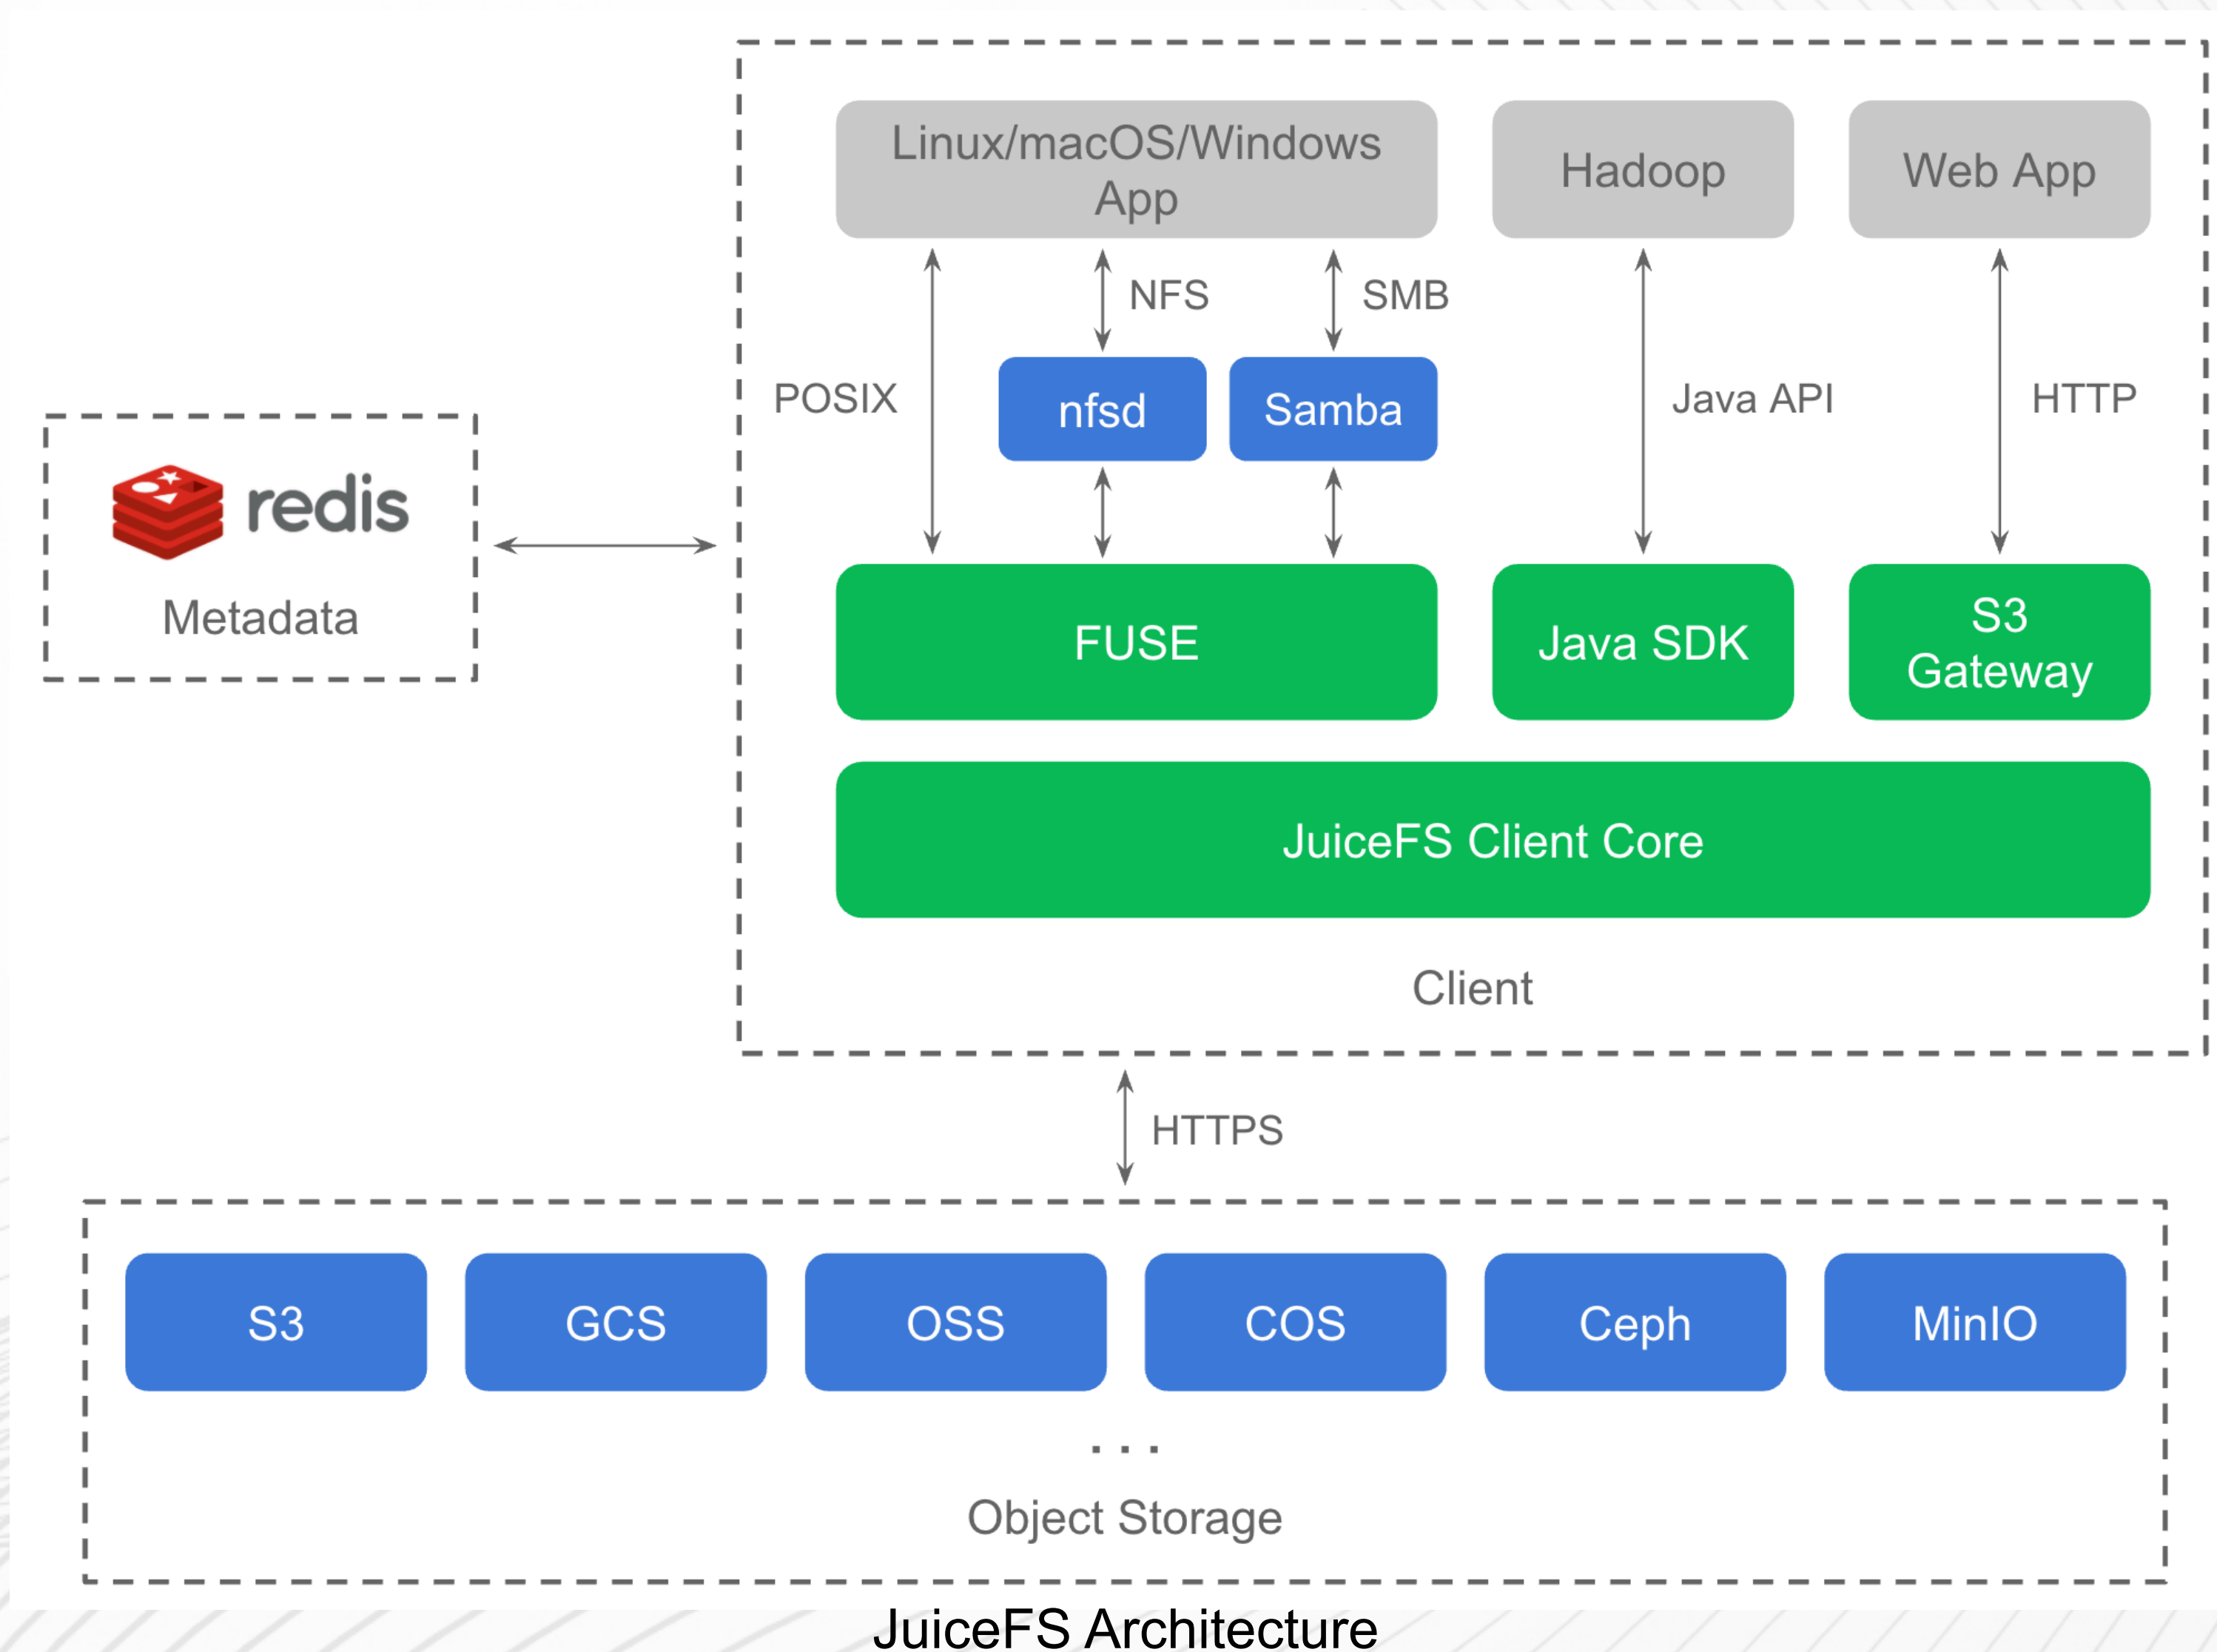 Linux/macOS/Windows
App
Hadoop
Web App
NFS
SMB
POSIX
nfsd
Samba
Java API
HTTP
redis
Metadata
FUSE
Java SDK
S3
Gateway
JuiceFS Client Core
Client
HTTPS
S3
GCS
OSS
COS
Ceph
MinIO
...
Object Storage
JuiceFS Architecture